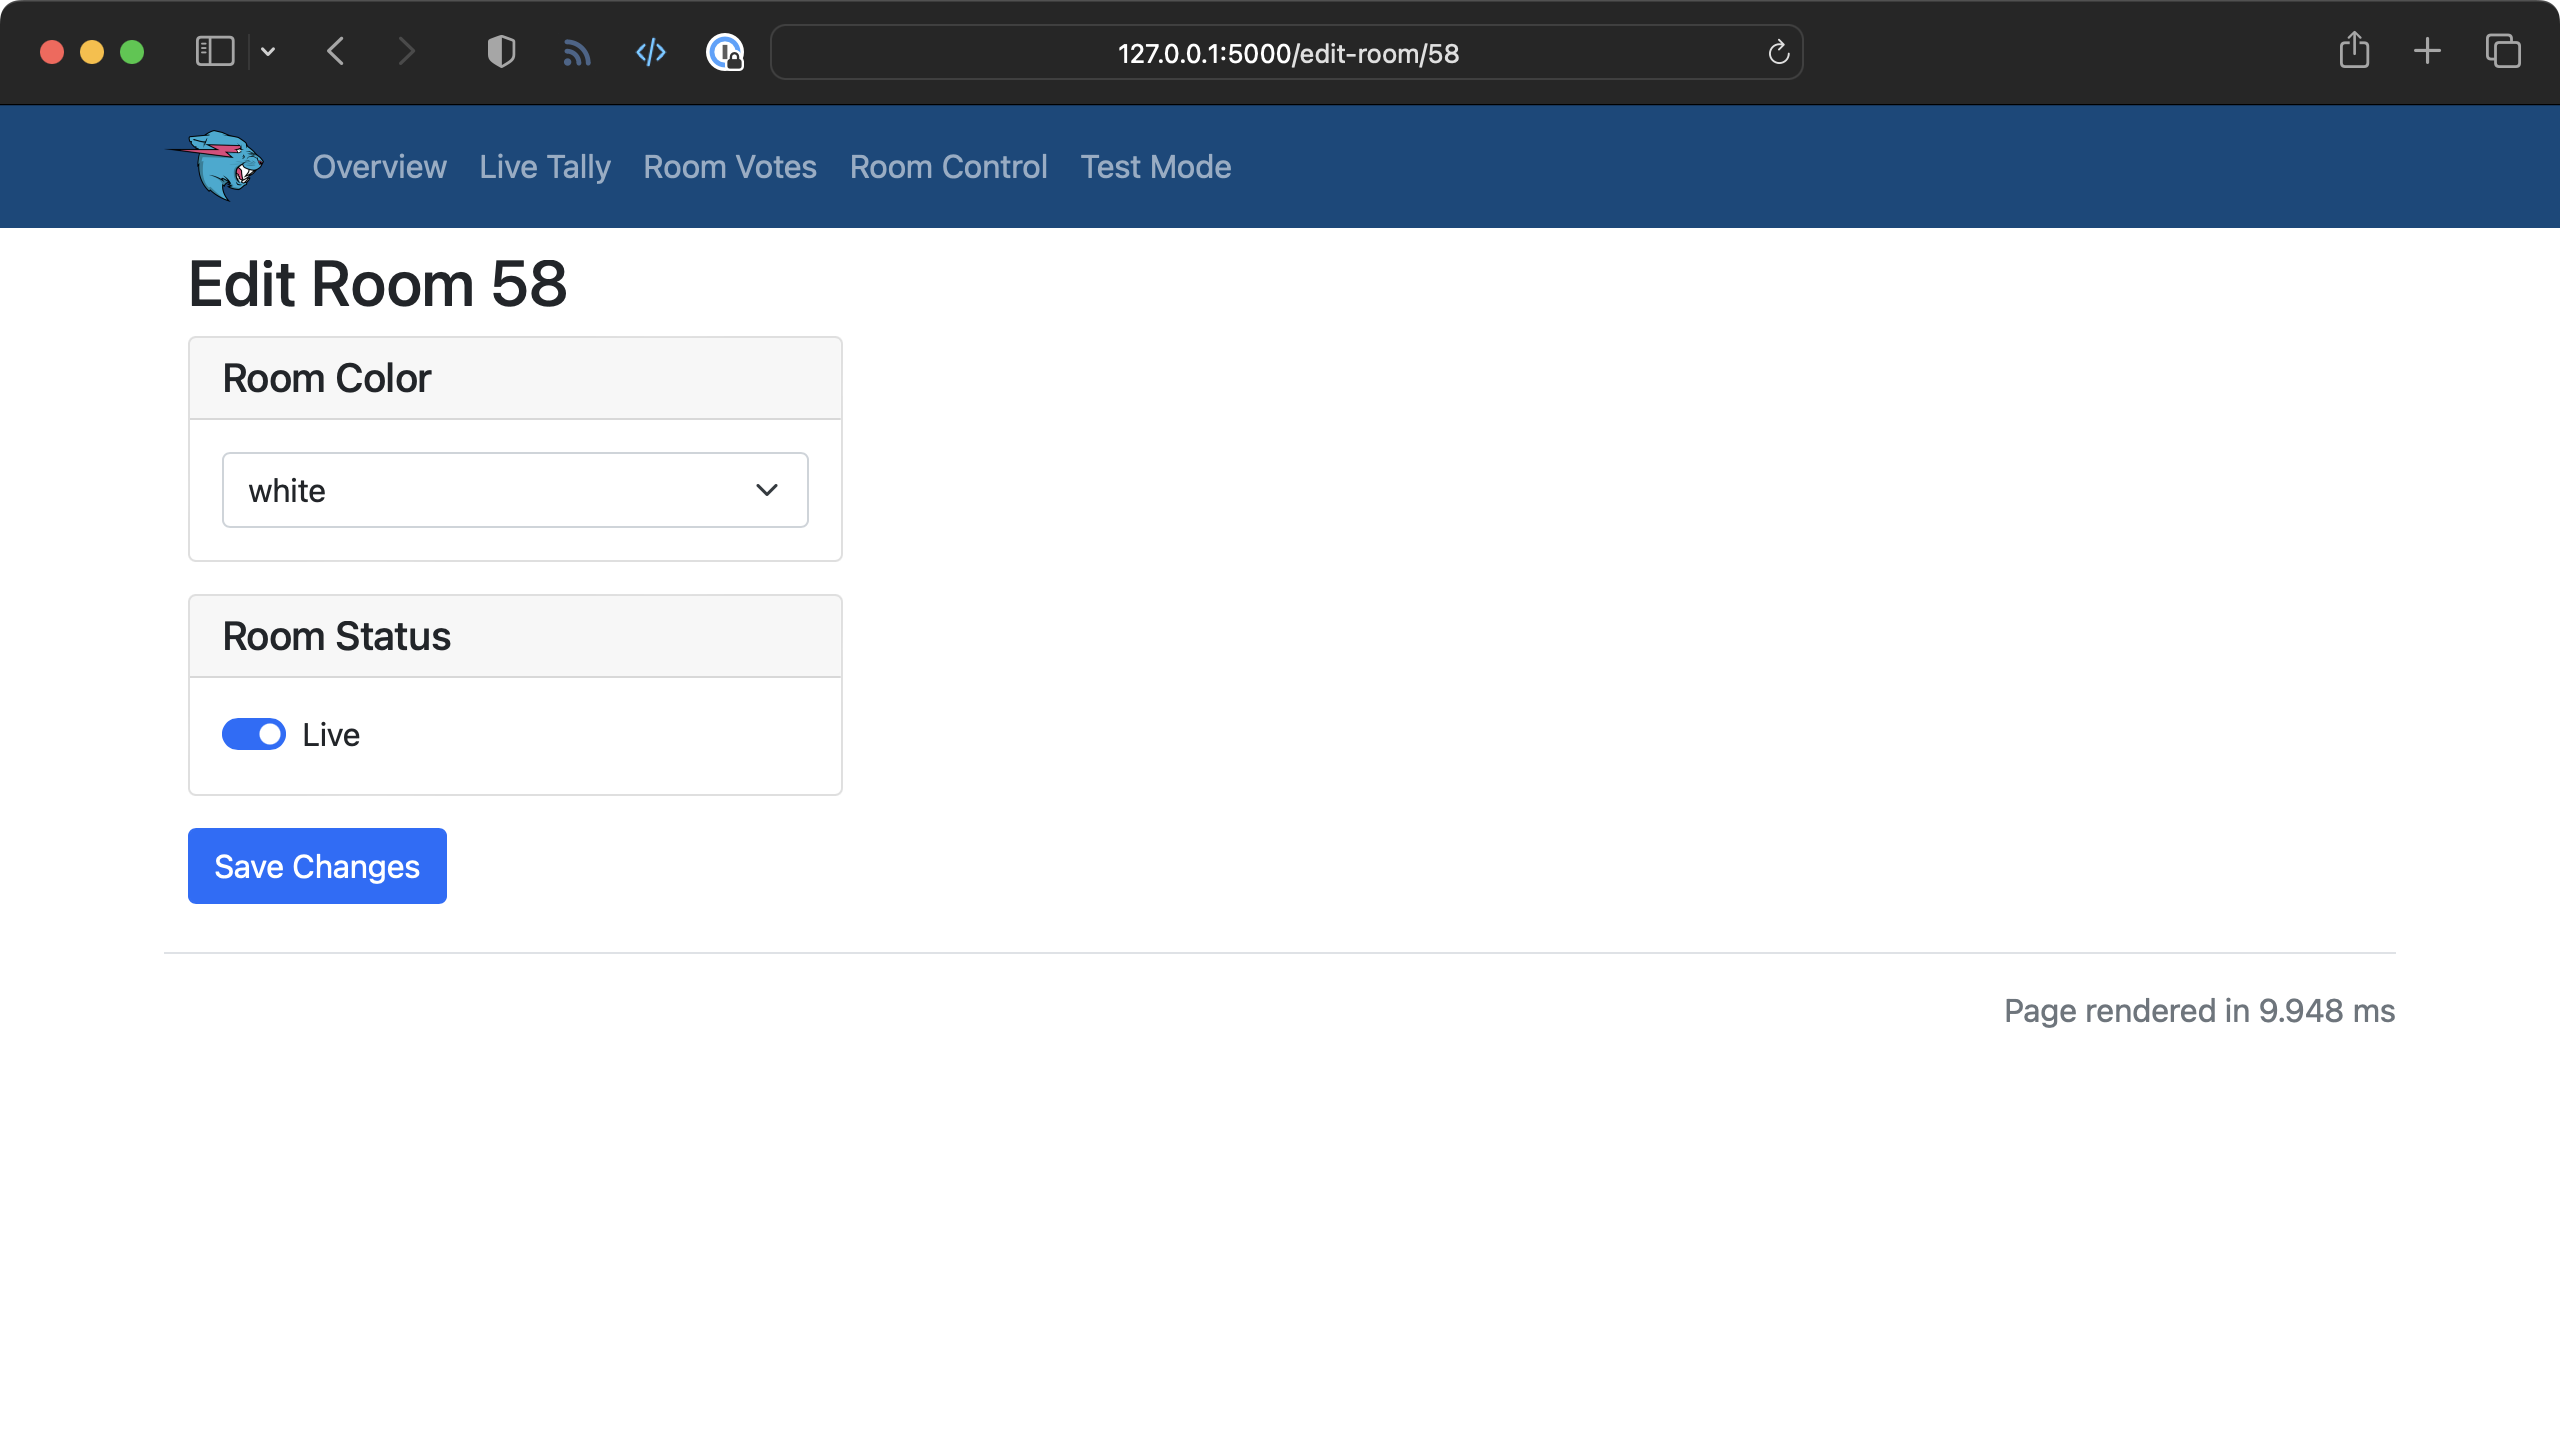 127.0.0.1:5000/edit-room/58
Overview Live Tally Room Votes Room Control Test Mode
Edit Room 58
Room Color
white
Room Status
Live
Save Changes
Page rendered in 9.948 ms